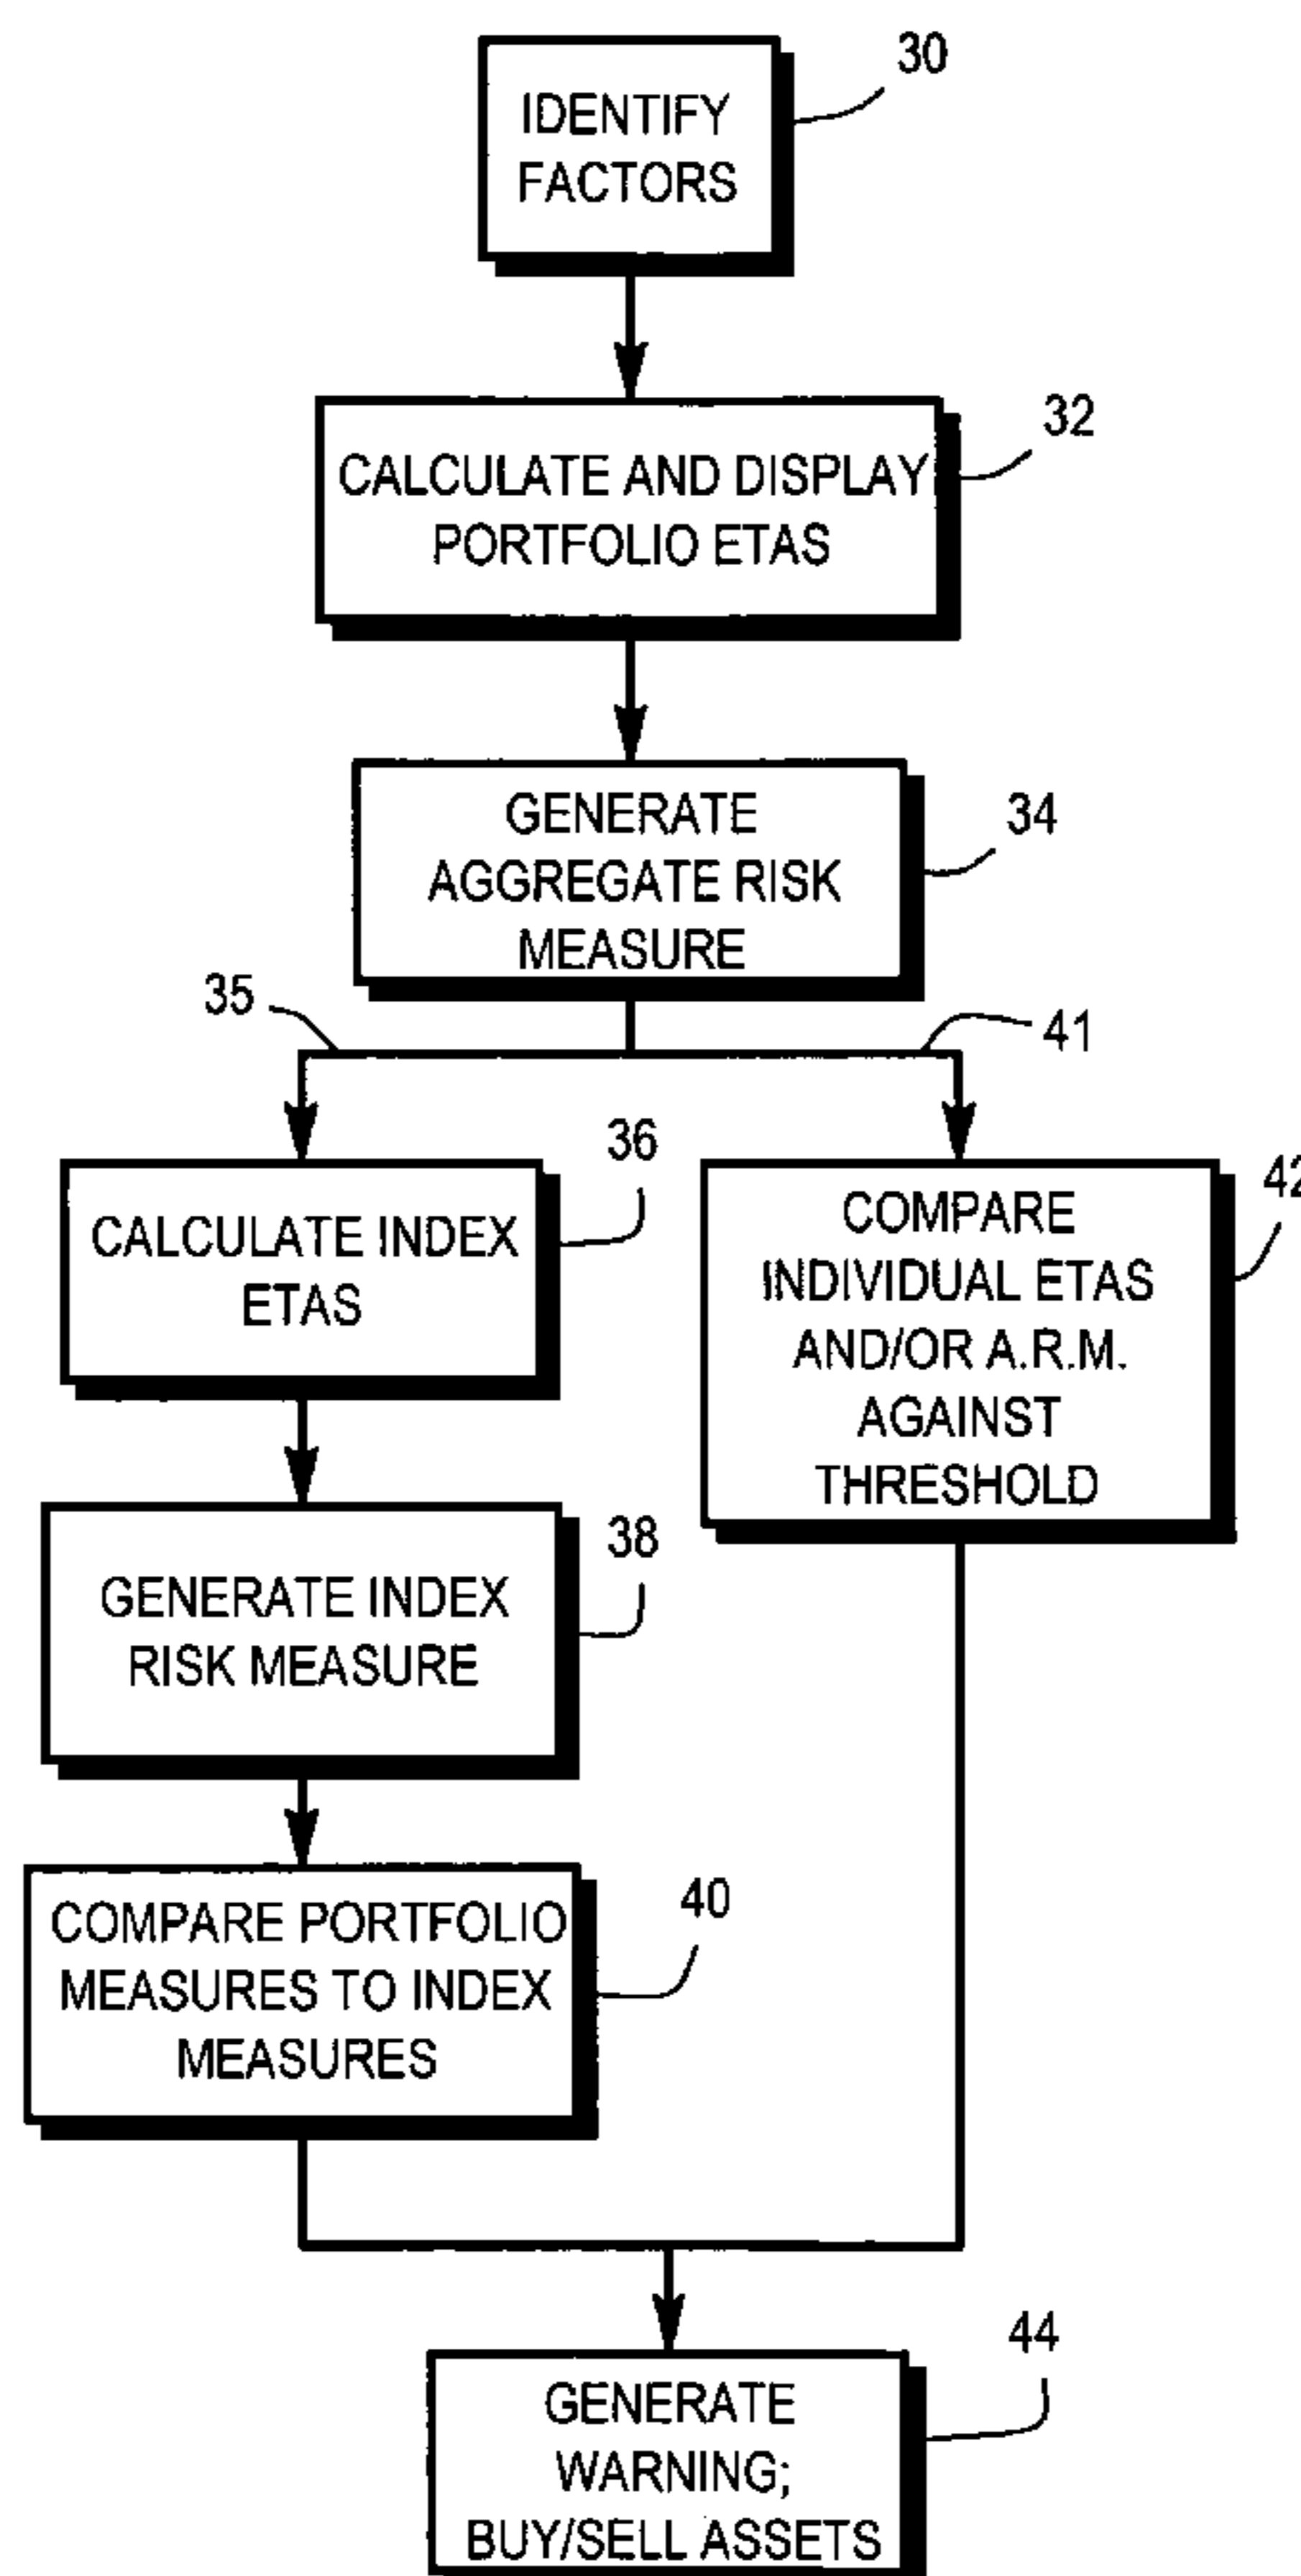 30
IDENTIFY
FACTORS
32
CALCULATE AND DISPLAY
PORTFOLIO ETAS
34
GENERATE
AGGREGATE RISK
MEASURE
35
41
36
CALCULATE INDEX
ETAS
42
COMPARE
INDIVIDUAL ETAS
AND/OR A.R.M.
AGAINST
THRESHOLD
38
GENERATE INDEX
RISK MEASURE
40
COMPARE PORTFOLIO
MEASURES TO INDEX
MEASURES
44
GENERATE
WARNING;
BUY/SELL ASSETS